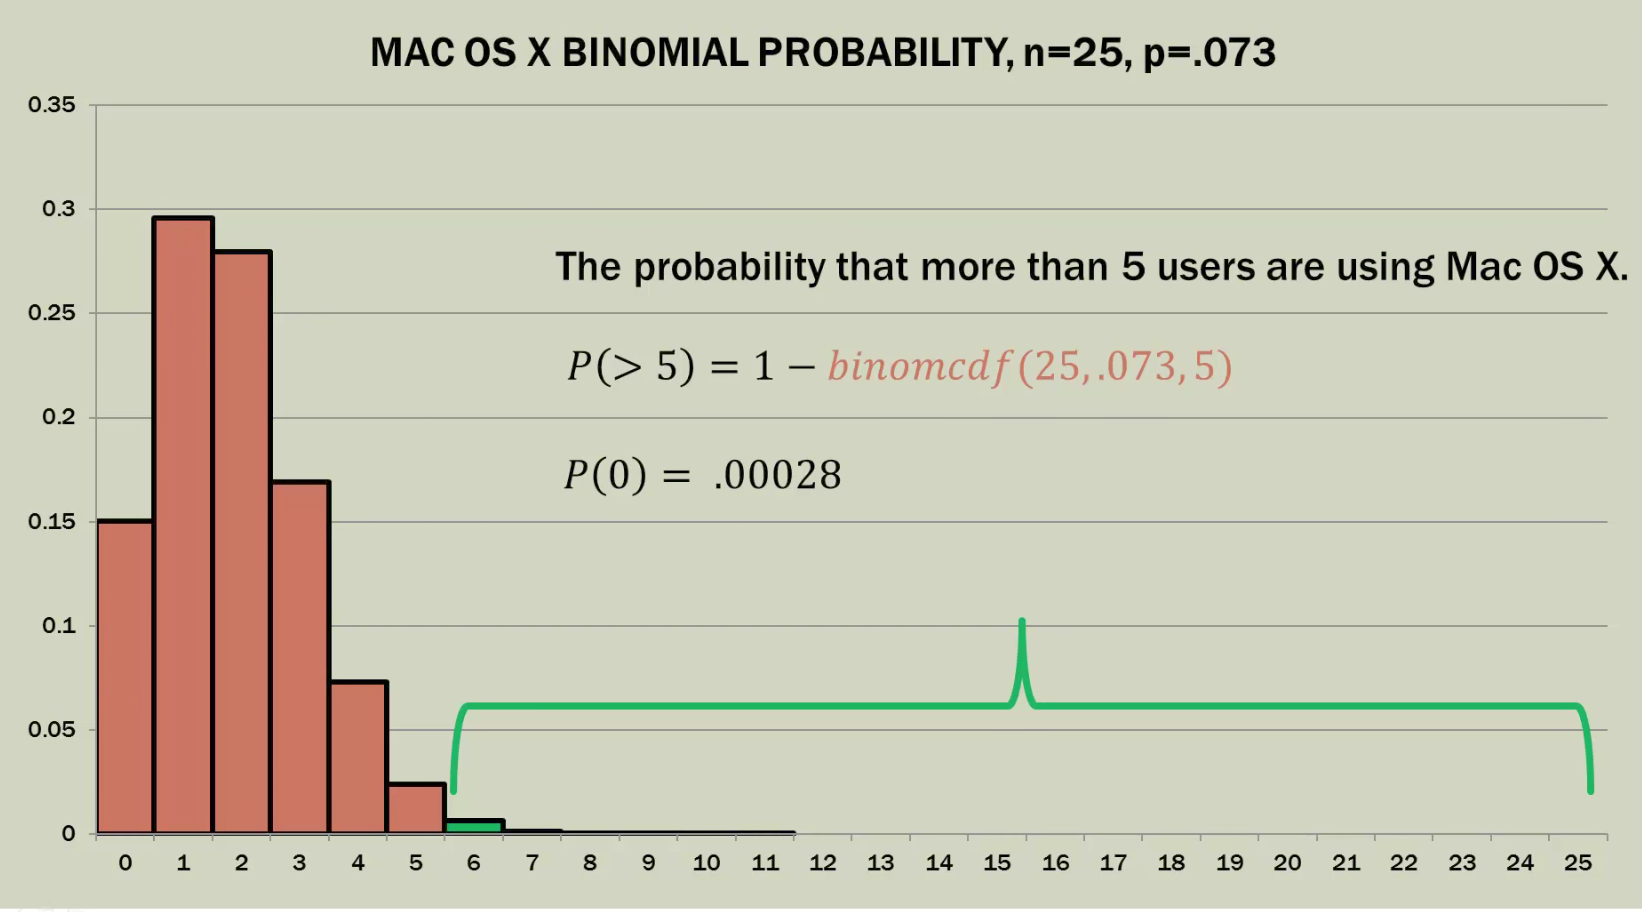 MAC OS X BINOMIAL PROBABILITY, n=25, p=.073
0.35
0.3
The probability that more than 5 users are using Mac OS X.
0.25
P(> 5) = 1 − binomcdf(25, .073, 5)
0.2
P(0) = .00028
0.15
0.1
0.05
0
0 1 2 3 4 5 6 7 8 9 10 11 12 13 14 15 16 17 18 19 20 21 22 23 24 25